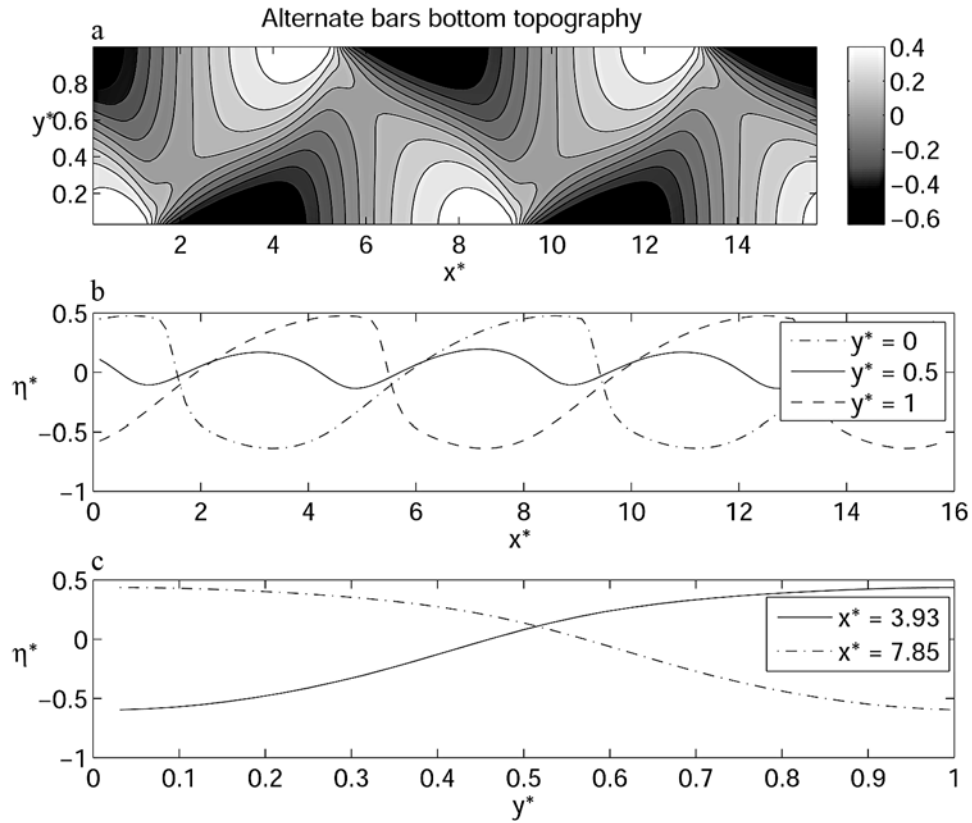 Alternate bars bottom topography
a
y*
0.8
0.6
0.4
0.2
2 4 6 8 10 12 14
x*
0.4
0.2
0
−0.2
−0.4
−0.6
b
η*
0.5
0
−0.5
−1
0 2 4 6 8 10 12 14 16
x*
y* = 0
y* = 0.5
y* = 1
c
η*
0.5
0
−0.5
−1
0 0.1 0.2 0.3 0.4 0.5 0.6 0.7 0.8 0.9 1
y*
x* = 3.93
x* = 7.85